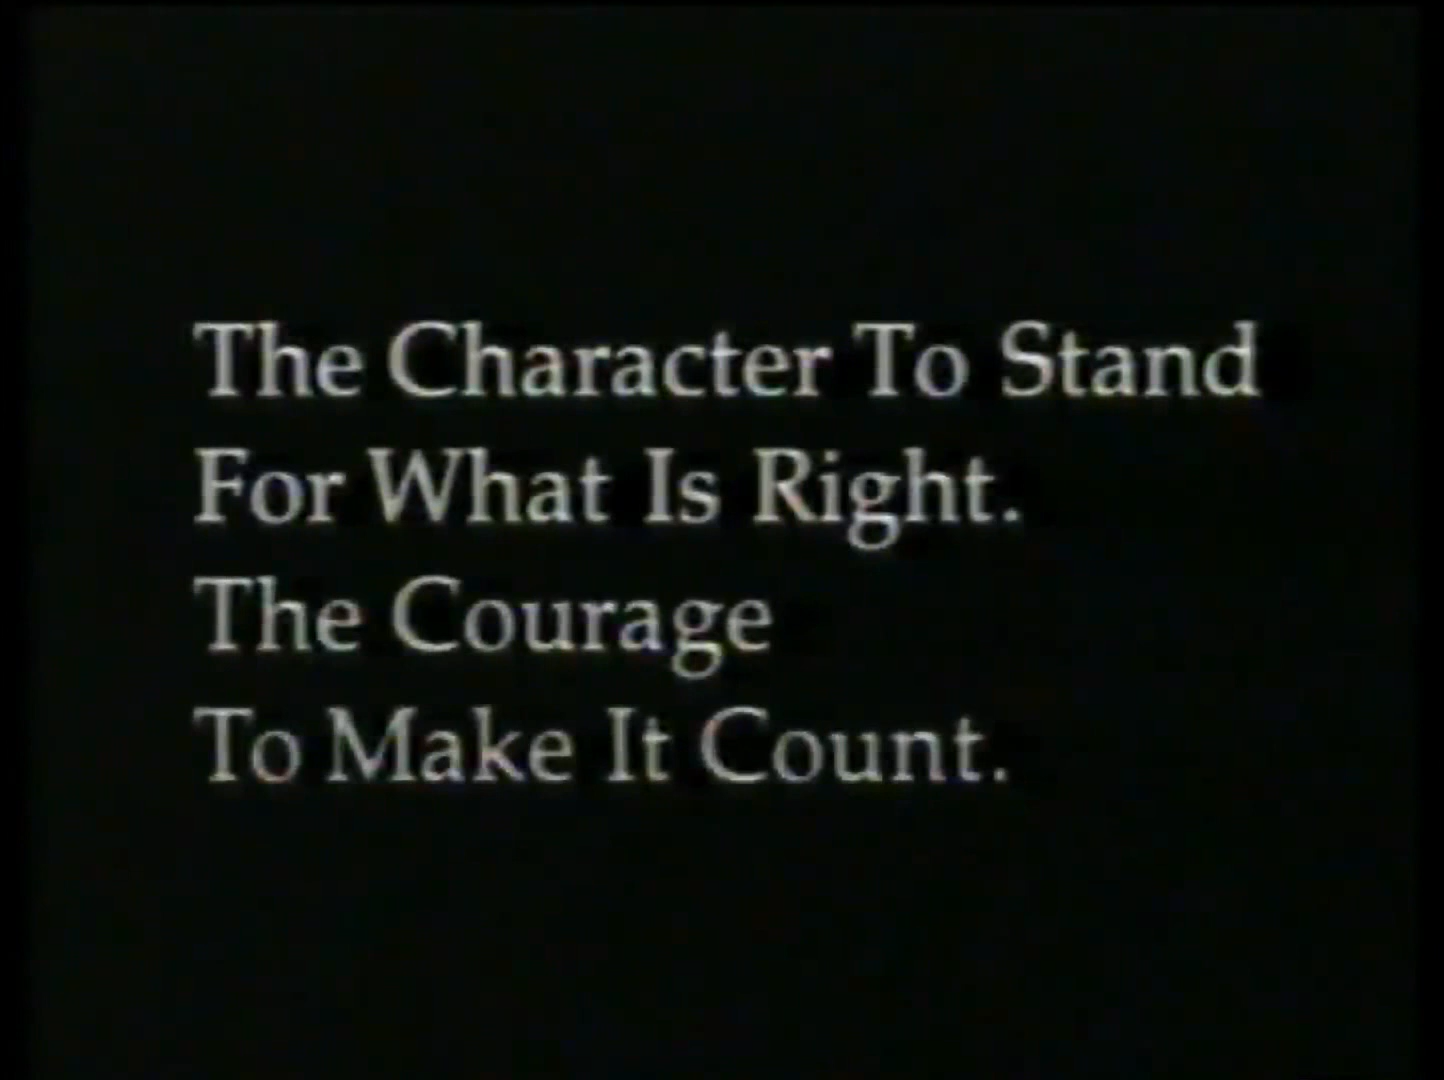 The Character To Stand
For What Is Right.
The Courage
To Make It Count.